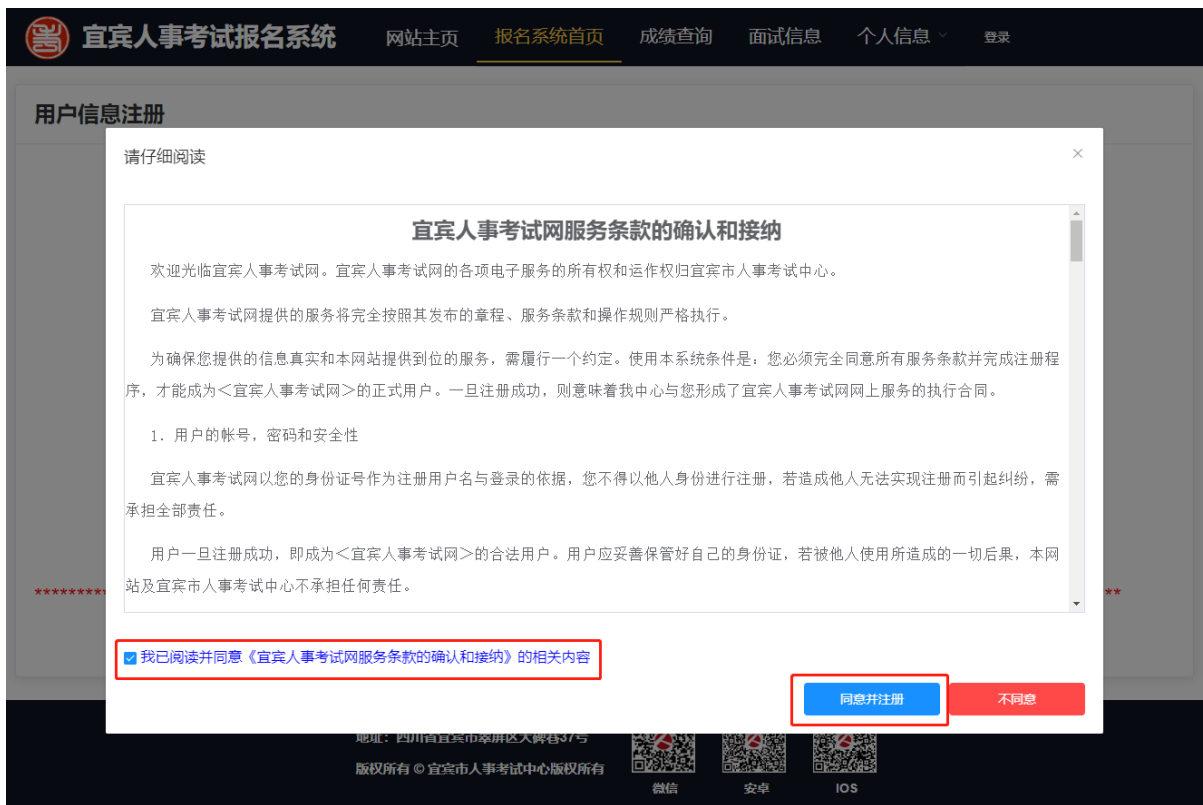 宜宾人事考试报名系统 网站主页 报名系统首页 成绩查询 面试信息 个人信息 登录
用户信息注册
请仔细阅读
宜宾人事考试网服务条款的确认和接纳
欢迎光临宜宾人事考试网。宜宾人事考试网的各项电子服务的所有权和运作权归宜宾市人事考试中心。
宜宾人事考试网提供的服务将完全按照其发布的章程、服务条款和操作规则严格执行。
为确保您提供的信息真实和本网站提供到位的服务，需履行一个约定。使用本系统条件是：您必须完全同意所有服务条款并完成注册程
序，才能成为<宜宾人事考试网>的正式用户。一旦注册成功，则意味着我中心与您形成了宜宾人事考试网网上服务的执行合同。
1. 用户的帐号，密码和安全性
宜宾人事考试网以您的身份证号作为注册用户名与登录的依据，您不得以他人身份进行注册，若造成他人无法实现注册而引起纠纷，需
承担全部责任。
用户一旦注册成功，即成为<宜宾人事考试网>的合法用户。用户应妥善保管好自己的身份证，若被他人使用所造成的一切后果，本网
站及宜宾市人事考试中心不承担任何责任。
********* **
我已阅读并同意《宜宾人事考试网服务条款的确认和接纳》的相关内容
同意并注册 不同意
地址：四川省宜宾市翠屏区大碑巷37号
版权所有 © 宜宾市人事考试中心版权所有
微信 安卓 IOS